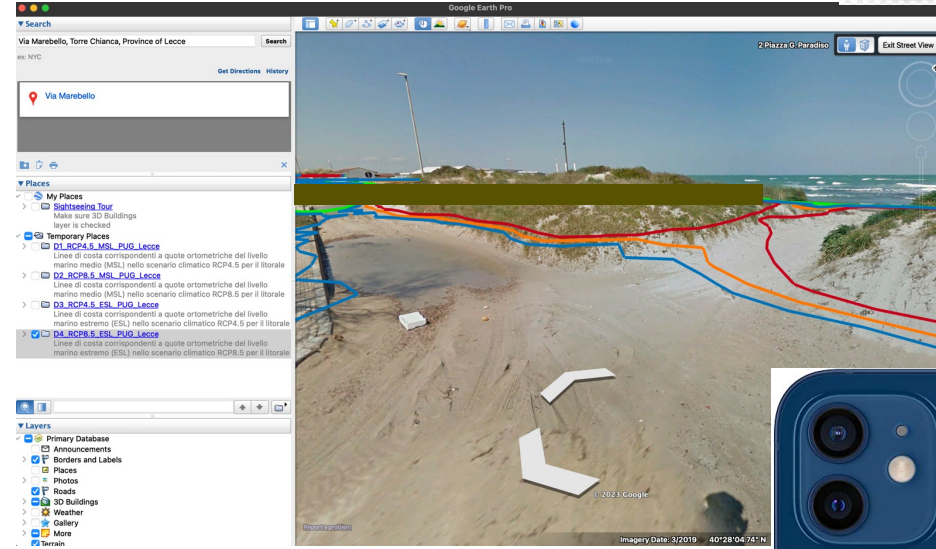 Google Earth Pro
▼ Search
Via Marebello, Torre Chianca, Province of Lecce
Search
ex: NYC
Get Directions History
Via Marebello
▼ Places
My Places
Sightseeing Tour
Make sure 3D Buildings
layer is checked
Temporary Places
D1_RCP4.5_MSL_PUG_Lecce
Linee di costa corrispondenti a quote ortometriche del livello
marino medio (MSL) nello scenario climatico RCP4.5 per il litorale
D2_RCP8.5_MSL_PUG_Lecce
Linee di costa corrispondenti a quote ortometriche del livello
marino medio (MSL) nello scenario climatico RCP8.5 per il litorale
D3_RCP4.5_ESL_PUG_Lecce
Linee di costa corrispondenti a quote ortometriche del livello
marino estremo (ESL) nello scenario climatico RCP4.5 per il litorale
D4_RCP8.5_ESL_PUG_Lecce
Linee di costa corrispondenti a quote ortometriche del livello
marino estremo (ESL) nello scenario climatico RCP8.5 per il litorale
▼ Layers
Primary Database
Announcements
Borders and Labels
Places
Photos
Roads
3D Buildings
Weather
Gallery
More
Terrain
2 Piazza G. Paradiso
Exit Street View
© 2023 Google
Report a problem
Imagery Date: 3/2019 40°28'04.74" N